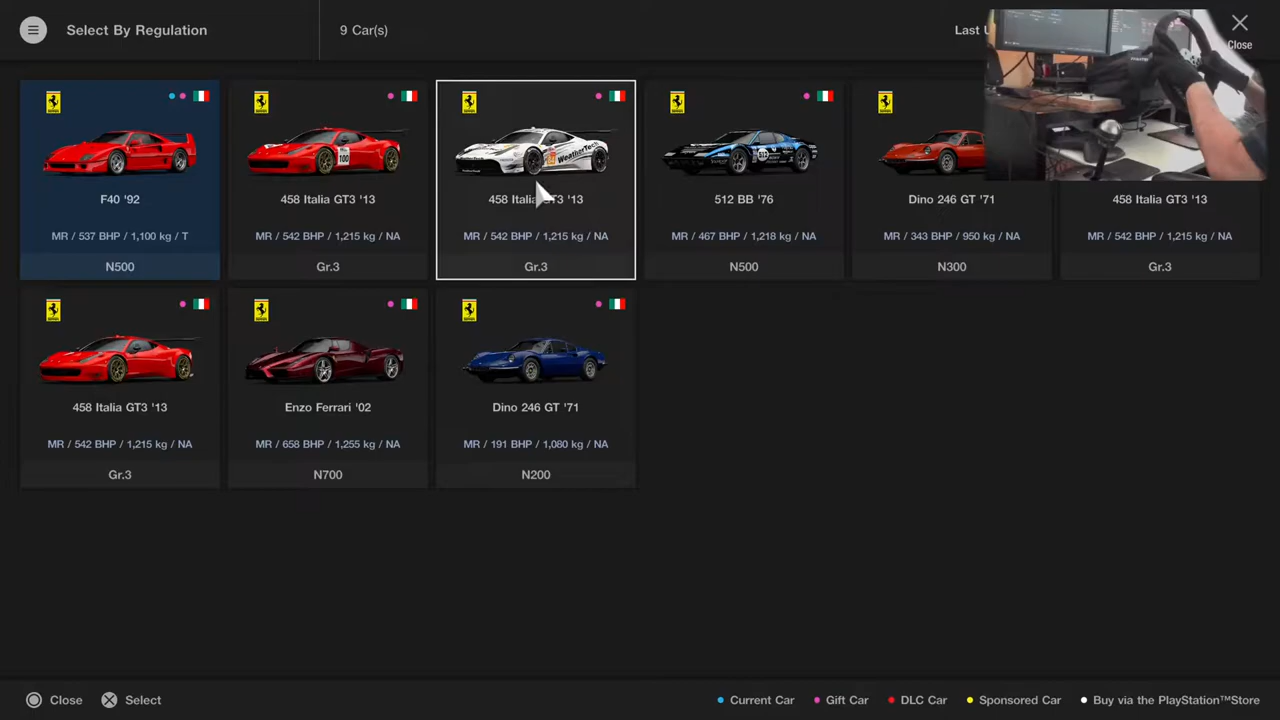 Select By Regulation
9 Car(s)
Last U
Close
F40 '92
MR / 537 BHP / 1,100 kg / T
N500
458 Italia GT3 '13
MR / 542 BHP / 1,215 kg / NA
Gr.3
WeatherTech
458 Italia GT3 '13
MR / 542 BHP / 1,215 kg / NA
Gr.3
512 BB '76
MR / 467 BHP / 1,218 kg / NA
N500
Dino 246 GT '71
MR / 343 BHP / 950 kg / NA
N300
458 Italia GT3 '13
MR / 542 BHP / 1,215 kg / NA
Gr.3
458 Italia GT3 '13
MR / 542 BHP / 1,215 kg / NA
Gr.3
Enzo Ferrari '02
MR / 658 BHP / 1,255 kg / NA
N700
Dino 246 GT '71
MR / 191 BHP / 1,080 kg / NA
N200
Close
Select
Current Car
Gift Car
DLC Car
Sponsored Car
Buy via the PlayStation™Store